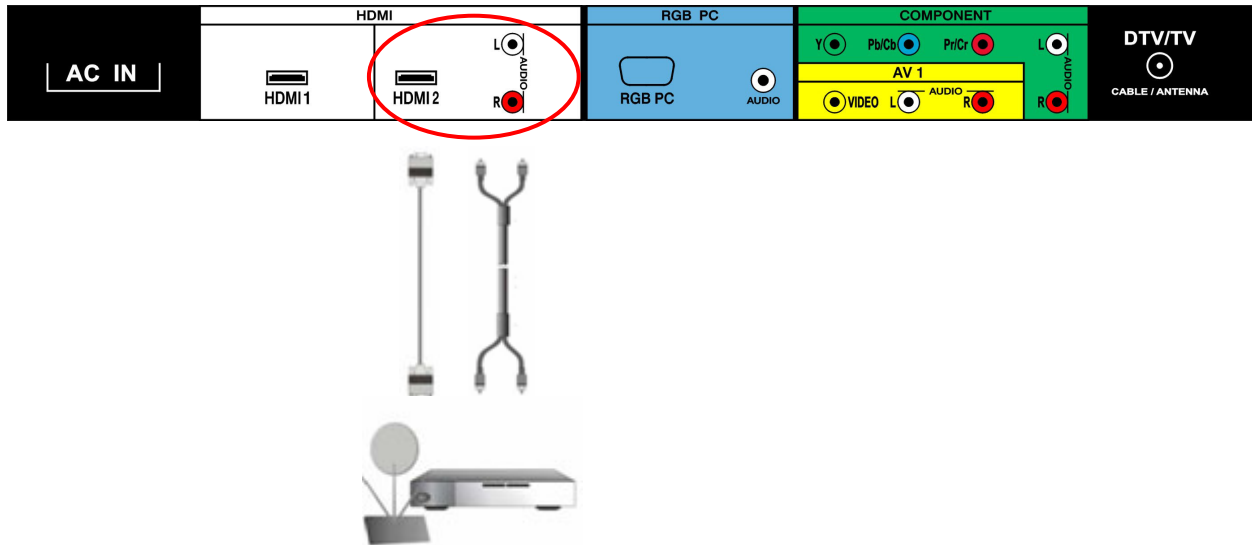 AC IN
HDMI
HDMI 1
HDMI 2
L
AUDIO
R
RGB PC
RGB PC
AUDIO
COMPONENT
Y Pb/Cb Pr/Cr L
AUDIO
R
AV 1
VIDEO L AUDIO R
DTV/TV
CABLE / ANTENNA